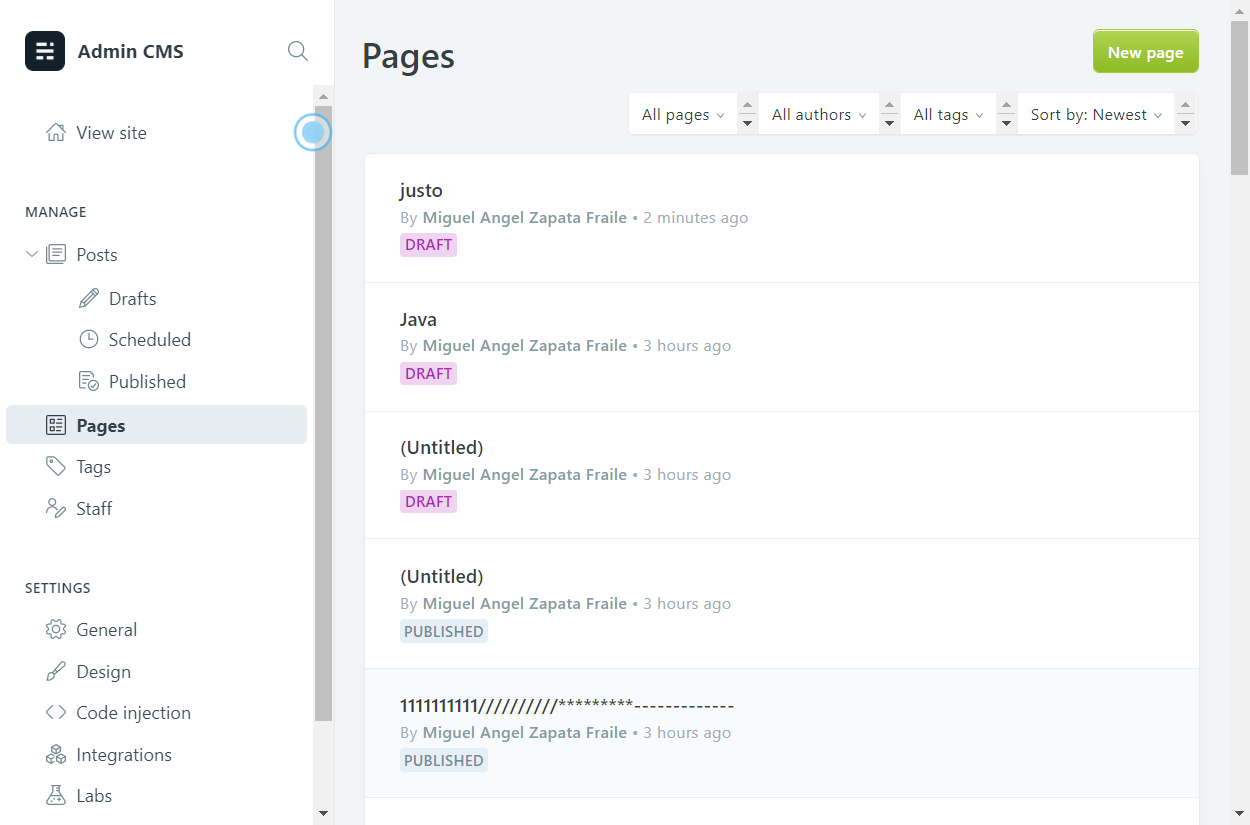 Admin CMS
View site
MANAGE
Posts
Drafts
Scheduled
Published
Pages
Tags
Staff
SETTINGS
General
Design
Code injection
Integrations
Labs
Pages
New page
All pages
All authors
All tags
Sort by: Newest
justo
By Miguel Angel Zapata Fraile • 2 minutes ago
DRAFT
Java
By Miguel Angel Zapata Fraile • 3 hours ago
DRAFT
(Untitled)
By Miguel Angel Zapata Fraile • 3 hours ago
DRAFT
(Untitled)
By Miguel Angel Zapata Fraile • 3 hours ago
PUBLISHED
1111111111//////////*********-------------
By Miguel Angel Zapata Fraile • 3 hours ago
PUBLISHED